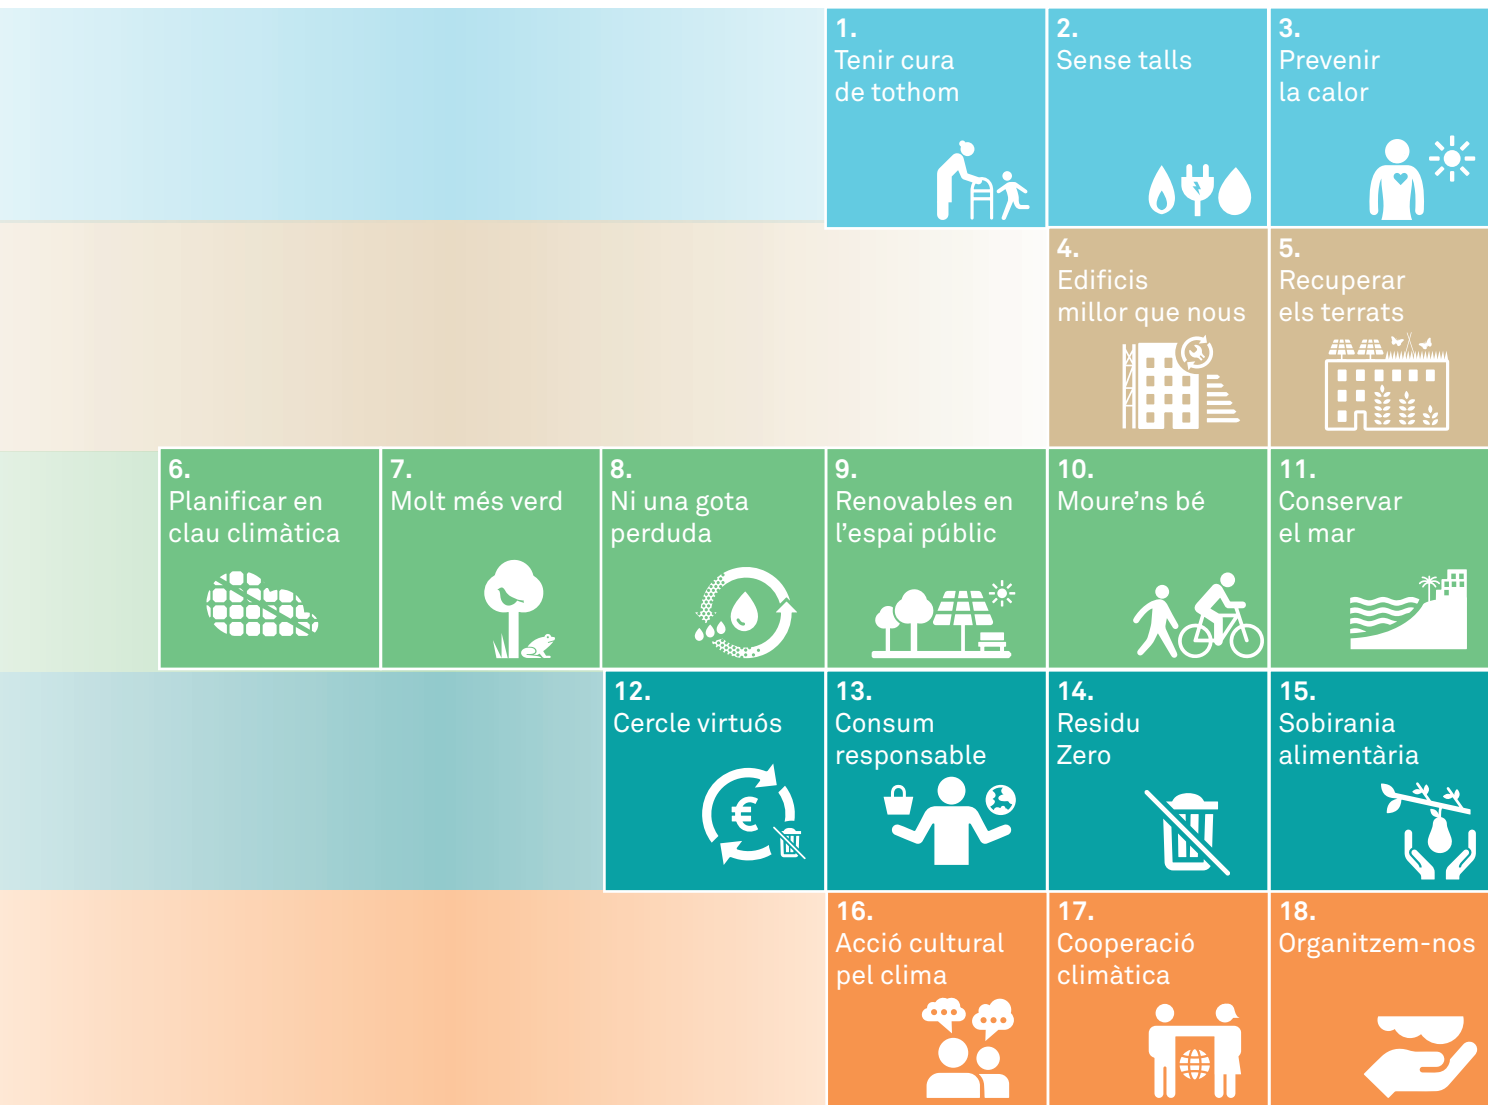 1.
Tenir cura
de tothom
2.
Sense talls
3.
Prevenir
la calor
4.
Edificis
millor que nous
5.
Recuperar
els terrats
6.
Planificar en
clau climàtica
7.
Molt més verd
8.
Ni una gota
perduda
9.
Renovables en
l’espai públic
10.
Moure’ns bé
11.
Conservar
el mar
12.
Cercle virtuós
€
13.
Consum
responsable
14.
Residu
Zero
15.
Sobirania
alimentària
16.
Acció cultural
pel clima
17.
Cooperació
climàtica
18.
Organitzem-nos